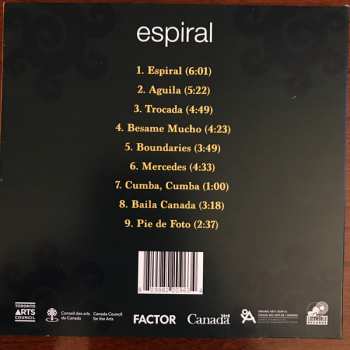 espiral
1. Espiral (6:01)
2. Aguila (5:22)
3. Trocada (4:49)
4. Besame Mucho (4:23)
5. Boundaries (3:49)
6. Mercedes (4:33)
7. Cumba, Cumba (1:00)
8. Baila Canada (3:18)
9. Pie de Foto (2:37)
TORONTO
ARTS
COUNCIL
Conseil des arts
du Canada
Canada Council
for the Arts
FACTOR
Canada